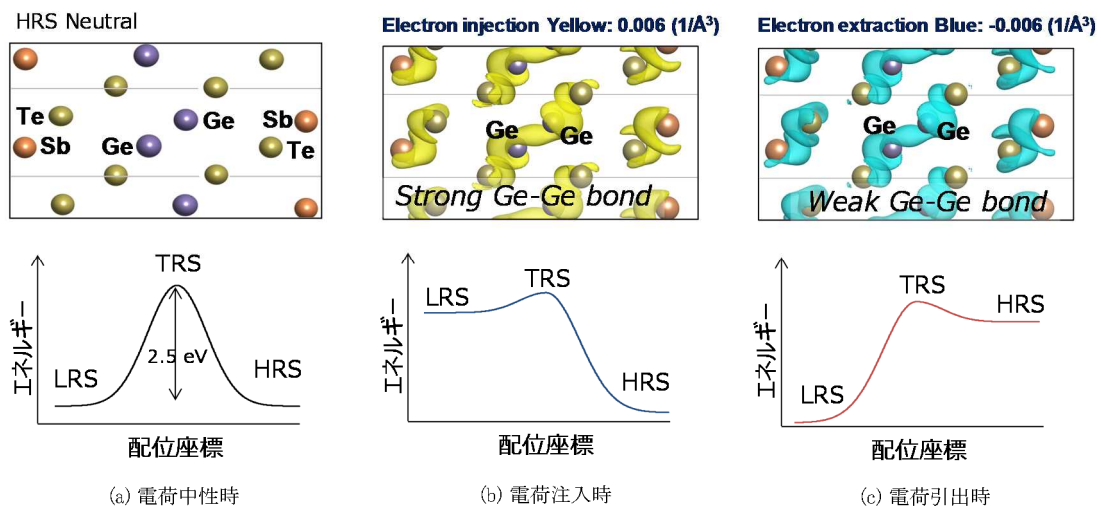 HRS Neutral
Te
Sb
Ge
Ge
Sb
Te
Electron injection Yellow: 0.006 (1/Å³)
Ge
Ge
Strong Ge-Ge bond
Electron extraction Blue: -0.006 (1/Å³)
Ge
Ge
Weak Ge-Ge bond
エネルギー
TRS
2.5 eV
LRS
HRS
配位座標
(a) 電荷中性時
エネルギー
LRS
TRS
HRS
配位座標
(b) 電荷注入時
エネルギー
TRS
HRS
LRS
配位座標
(c) 電荷引出時